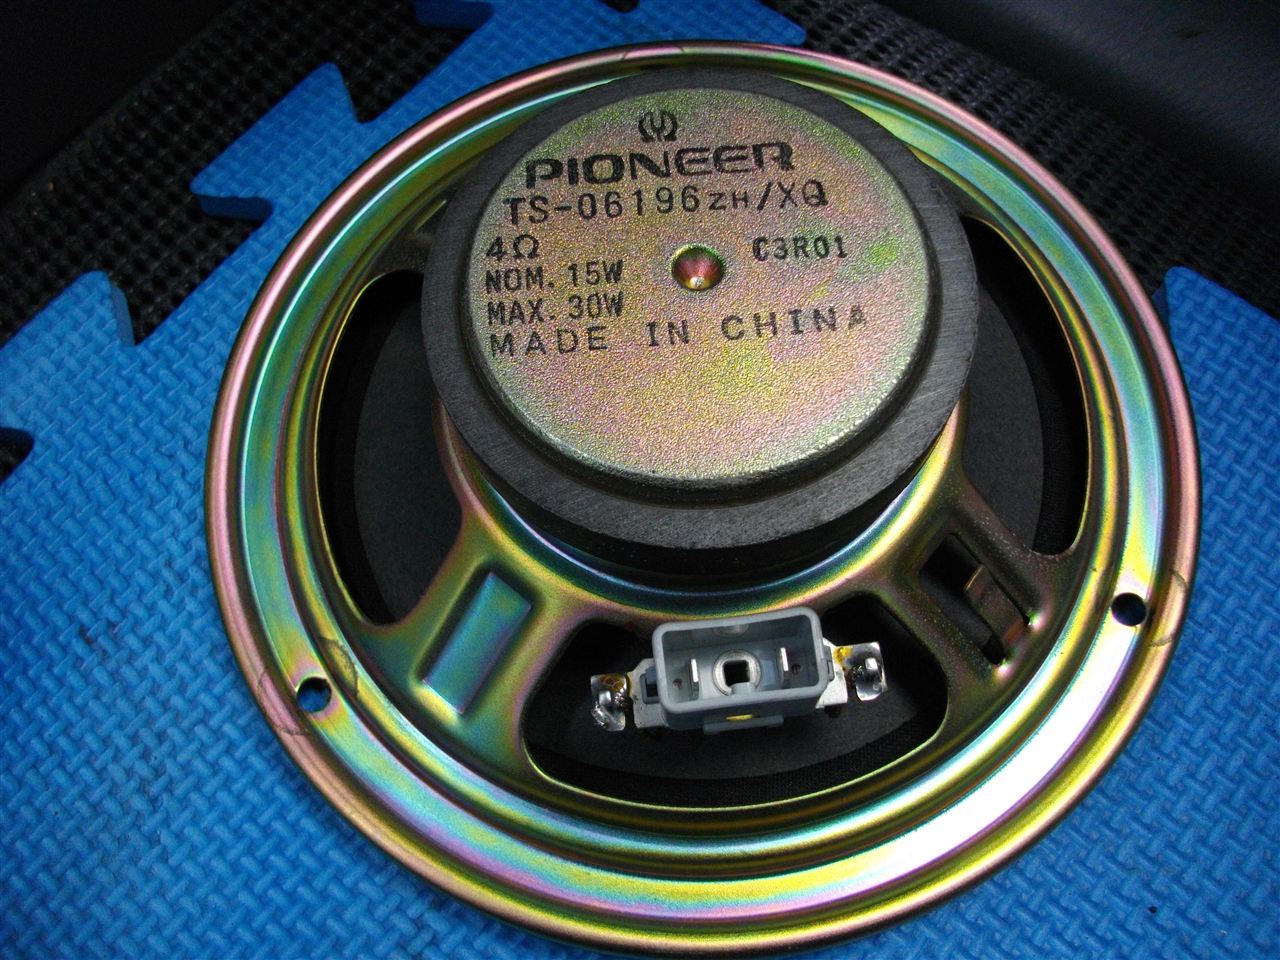 PIONEER
TS-06196ZH/XQ
4Ω C3R01
NOM. 15W
MAX. 30W
MADE IN CHINA